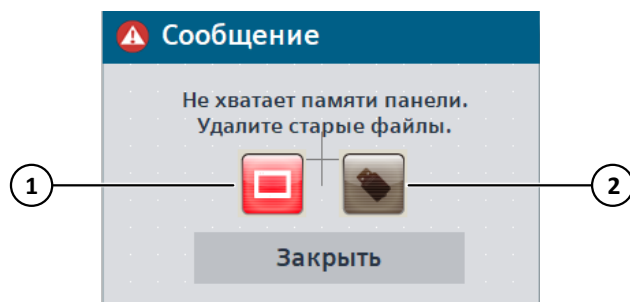 Сообщение
Не хватает памяти панели.
Удалите старые файлы.
1
2
Закрыть